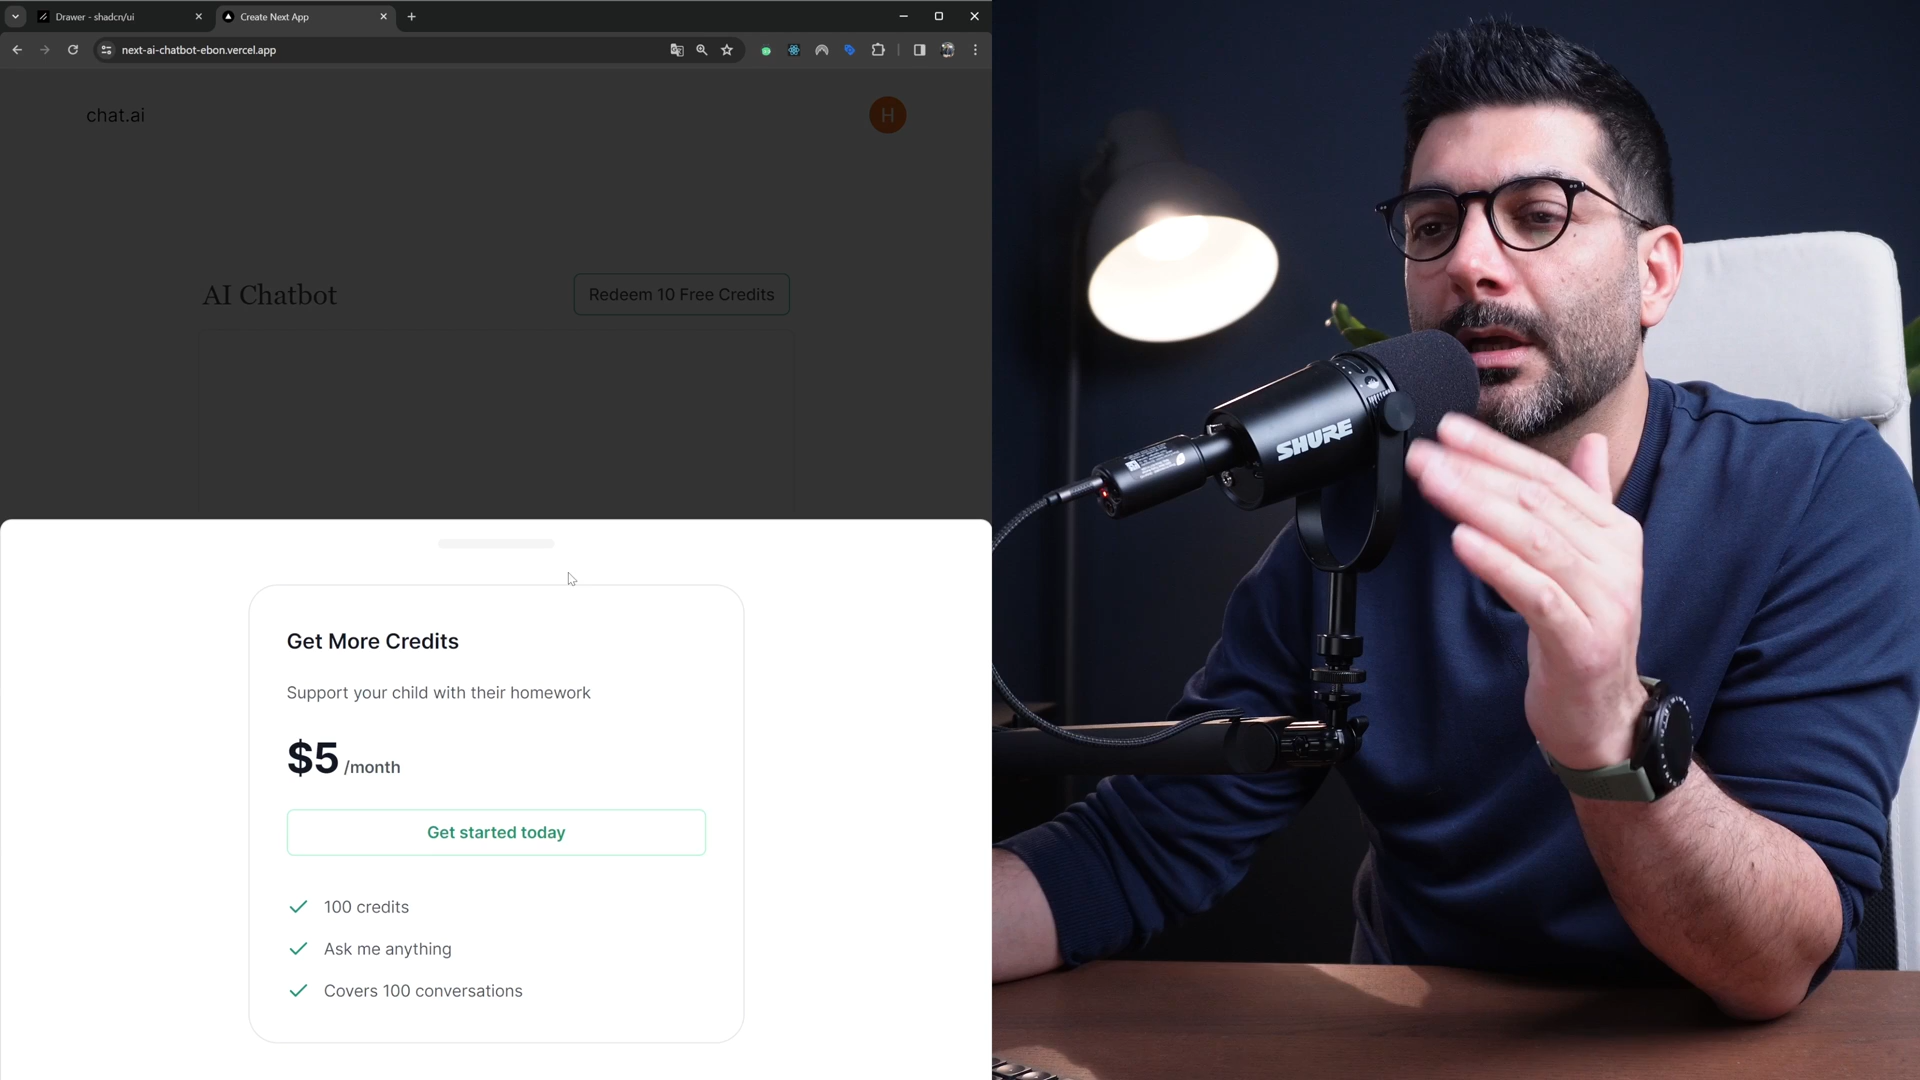 Drawer - shadcn/ui
Create Next App
next-ai-chatbot-ebon.vercel.app
chat.ai
H
AI Chatbot
Redeem 10 Free Credits
Get More Credits
Support your child with their homework
$5 /month
Get started today
100 credits
Ask me anything
Covers 100 conversations
SHURE